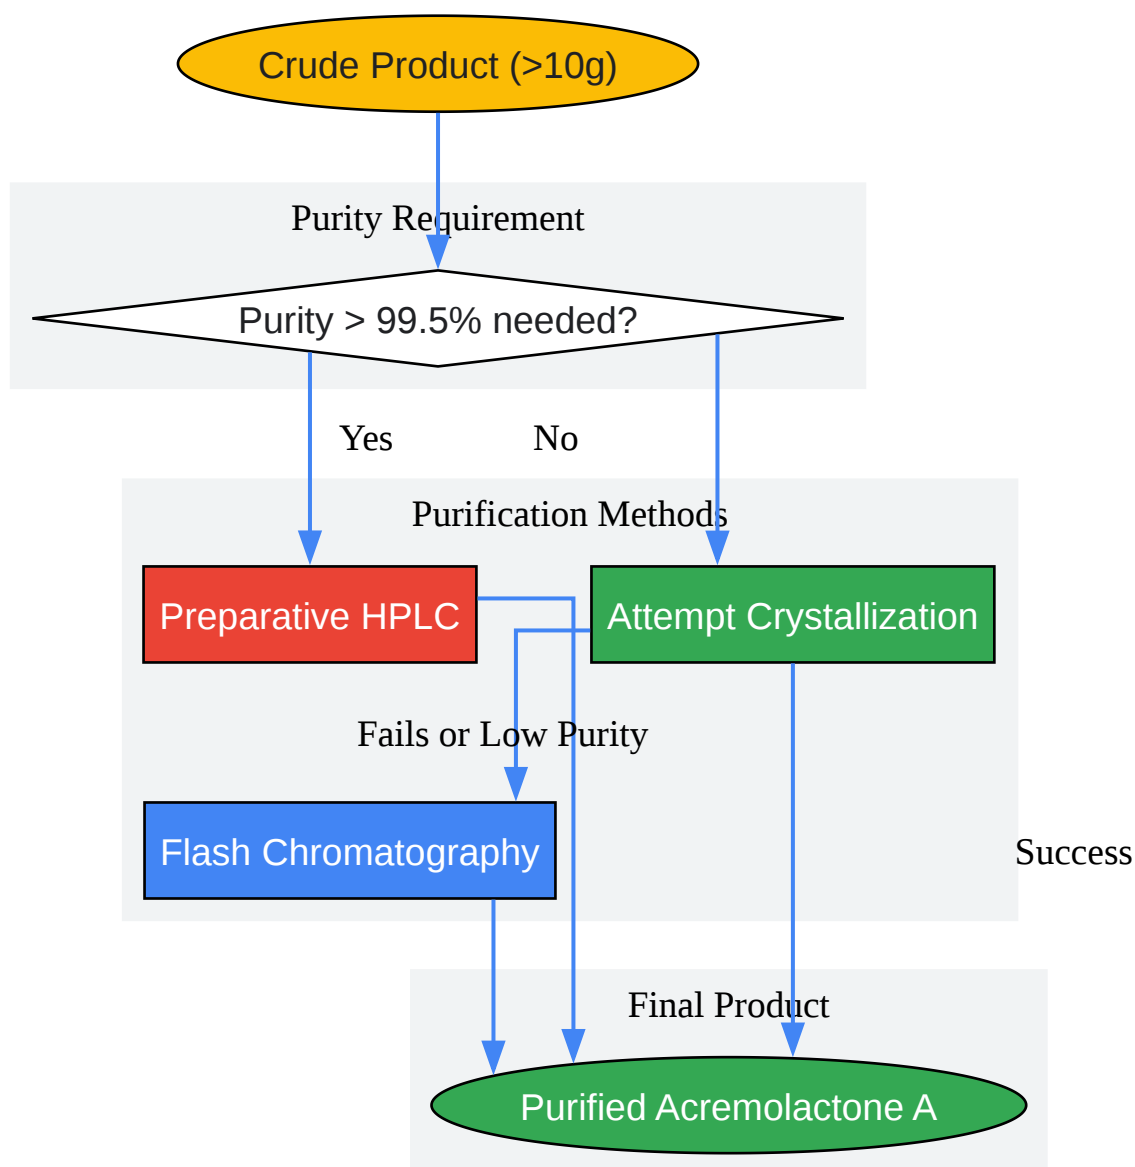 Crude Product (>10g)
Purity Requirement
Purity > 99.5% needed?
Yes
No
Purification Methods
Preparative HPLC
Attempt Crystallization
Fails or Low Purity
Flash Chromatography
Success
Final Product
Purified Acremolactone A